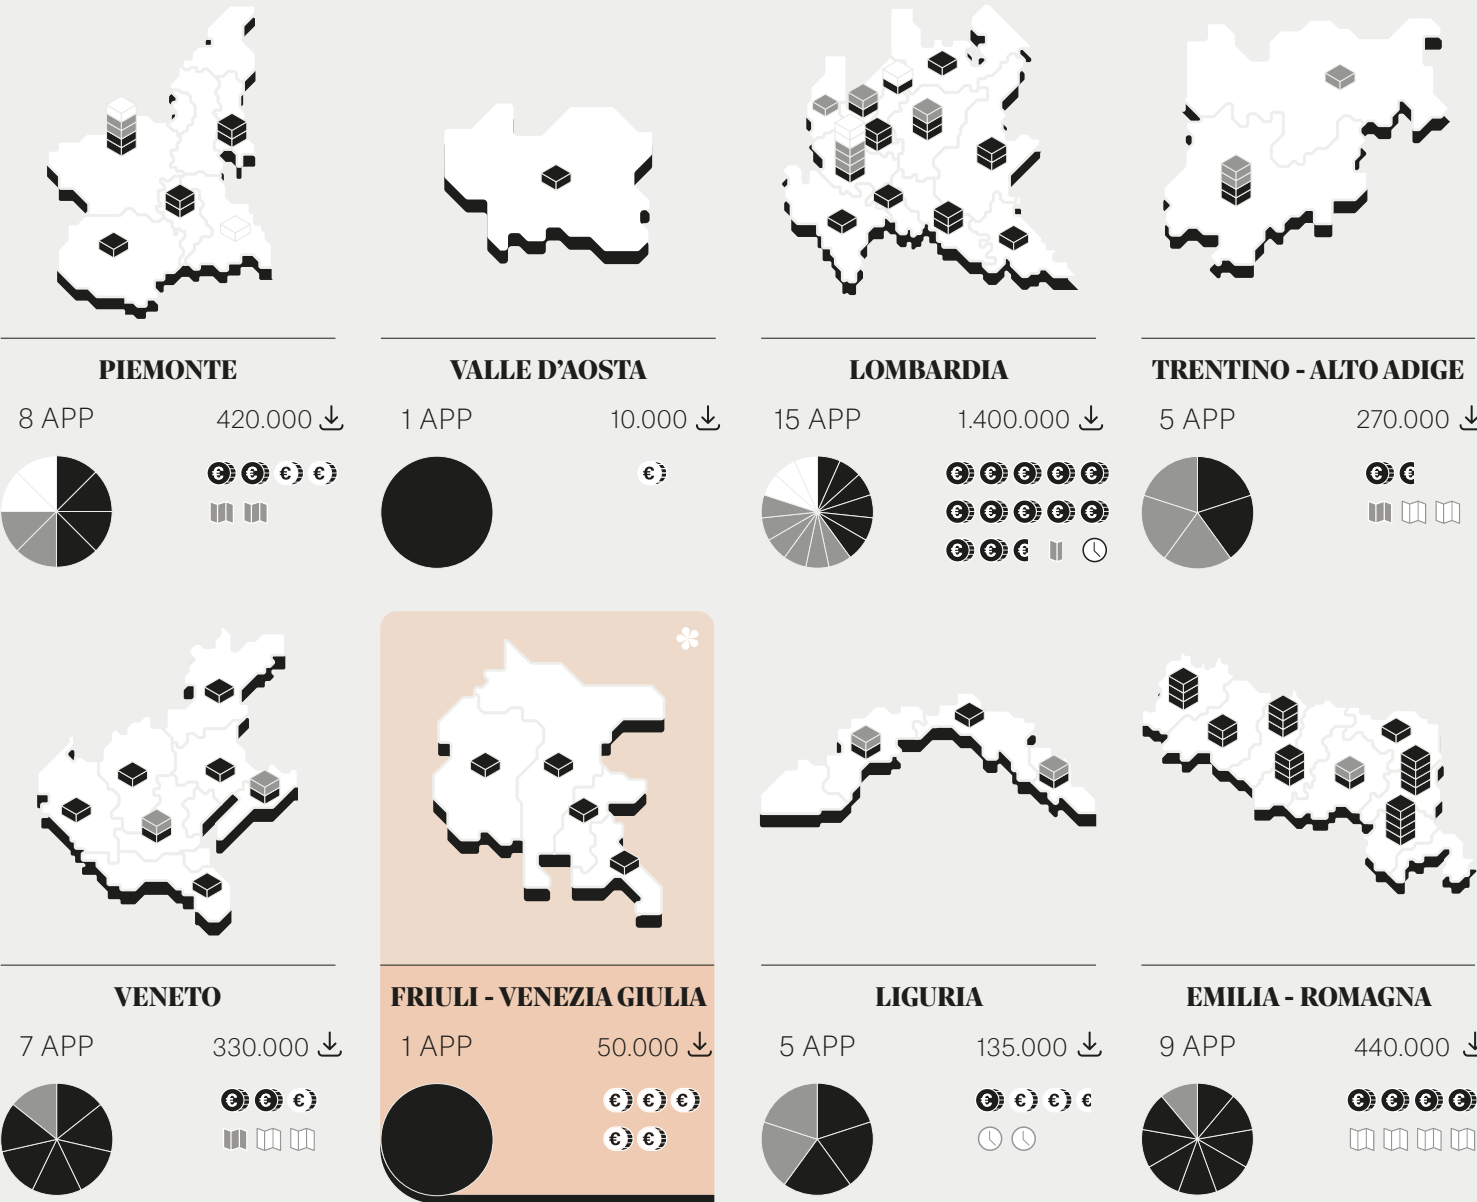 PIEMONTE
8 APP 420.000
VALLE D’AOSTA
1 APP 10.000
LOMBARDIA
15 APP 1.400.000
TRENTINO - ALTO ADIGE
5 APP 270.000
VENETO
7 APP 330.000
FRIULI - VENEZIA GIULIA
1 APP 50.000
LIGURIA
5 APP 135.000
EMILIA - ROMAGNA
9 APP 440.000